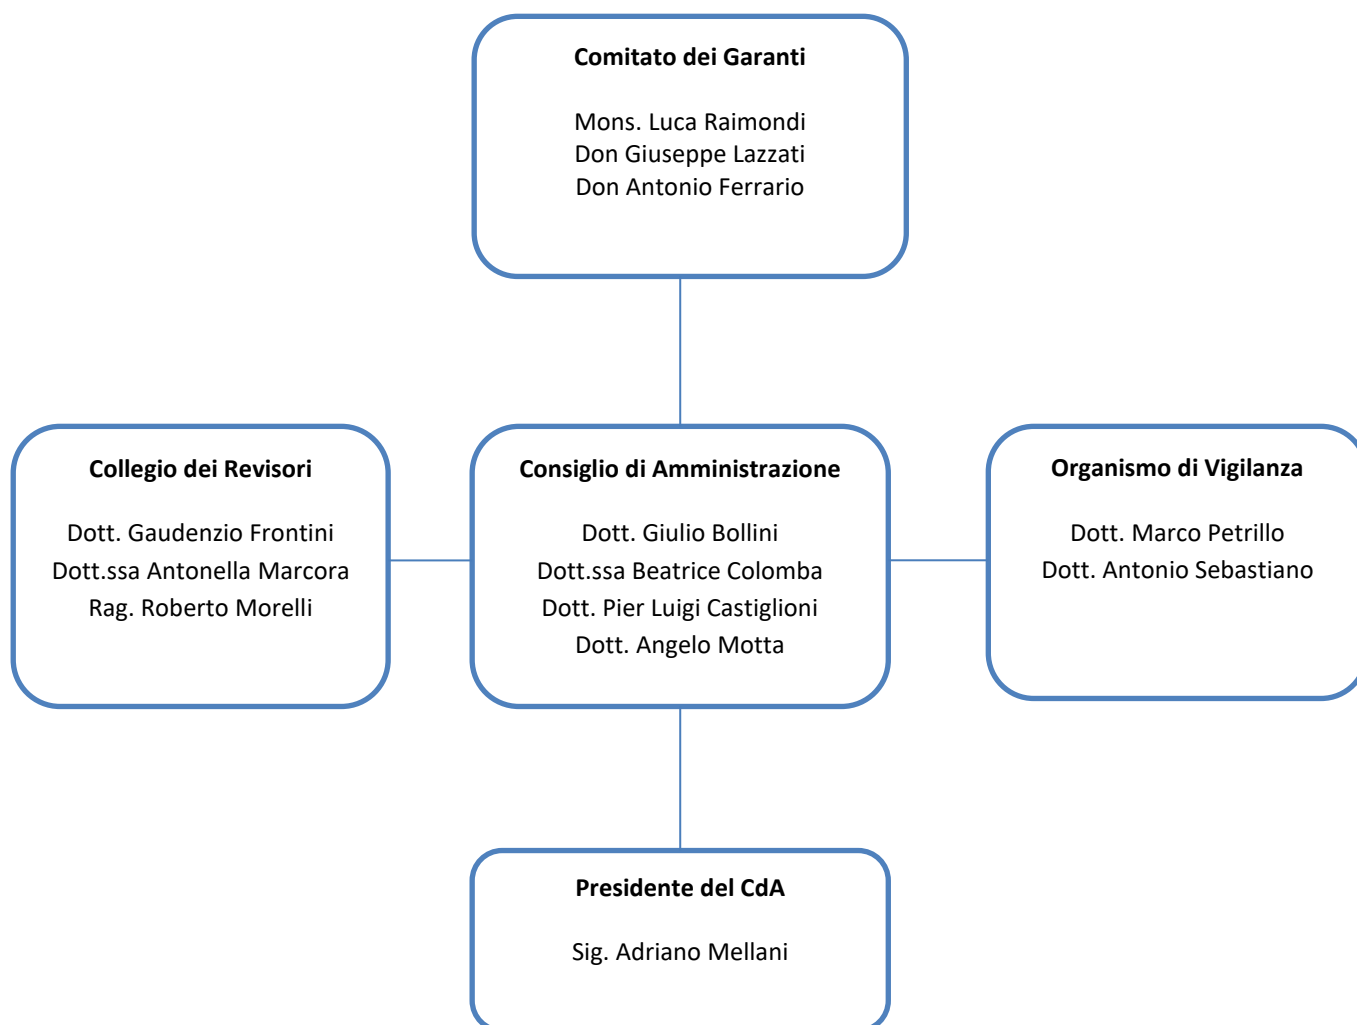 Comitato dei Garanti
Mons. Luca Raimondi
Don Giuseppe Lazzati
Don Antonio Ferrario
Collegio dei Revisori
Dott. Gaudenzio Frontini
Dott.ssa Antonella Marcora
Rag. Roberto Morelli
Consiglio di Amministrazione
Dott. Giulio Bollini
Dott.ssa Beatrice Colomba
Dott. Pier Luigi Castiglioni
Dott. Angelo Motta
Organismo di Vigilanza
Dott. Marco Petrillo
Dott. Antonio Sebastiano
Presidente del CdA
Sig. Adriano Mellani